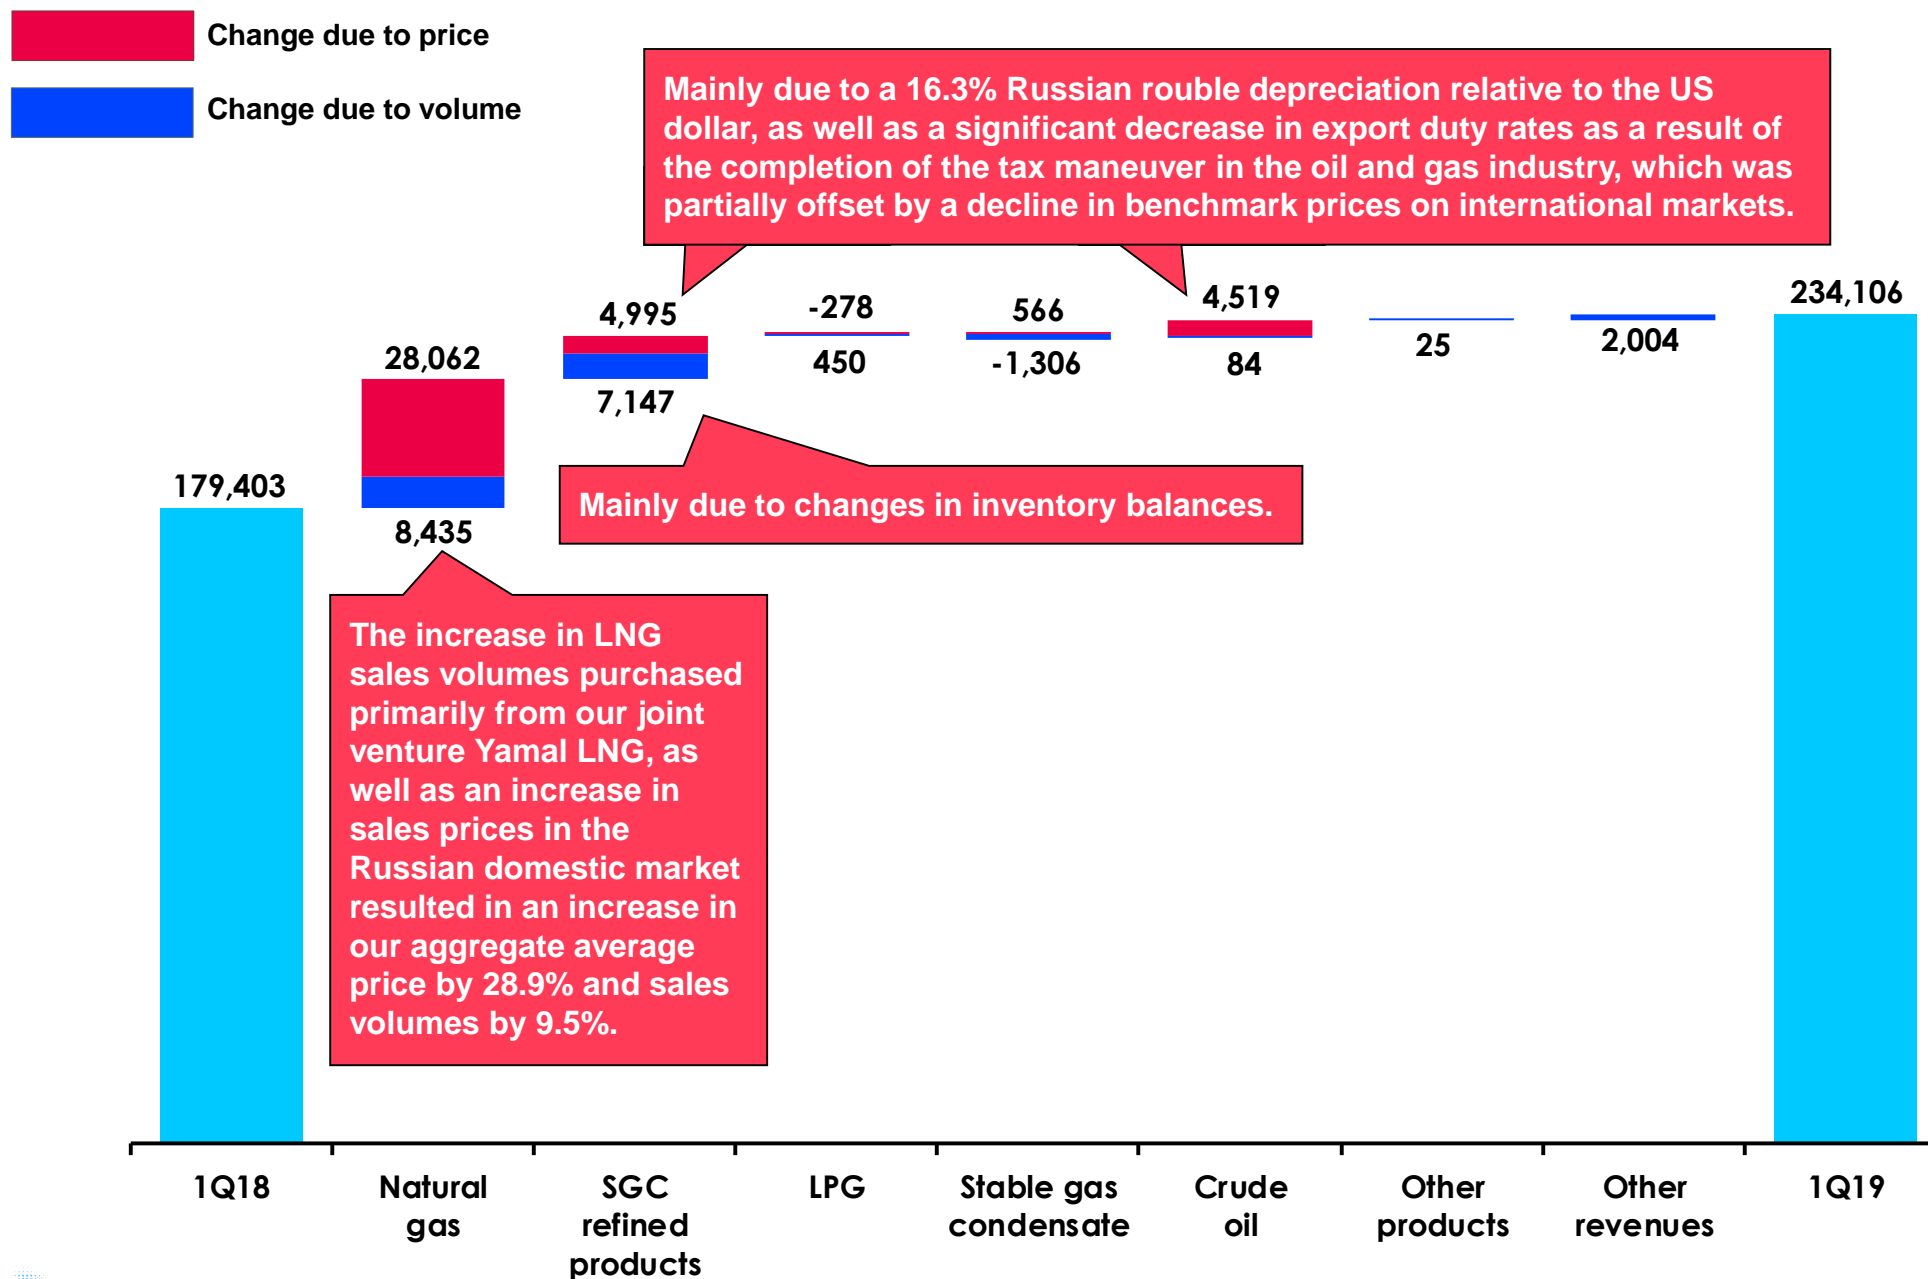 Change due to price
Change due to volume
Mainly due to a 16.3% Russian rouble depreciation relative to the US
dollar, as well as a significant decrease in export duty rates as a result of
the completion of the tax maneuver in the oil and gas industry, which was
partially offset by a decline in benchmark prices on international markets.
179,403
28,062
8,435
4,995
7,147
-278
450
566
-1,306
4,519
84
25
2,004
234,106
Mainly due to changes in inventory balances.
The increase in LNG
sales volumes purchased
primarily from our joint
venture Yamal LNG, as
well as an increase in
sales prices in the
Russian domestic market
resulted in an increase in
our aggregate average
price by 28.9% and sales
volumes by 9.5%.
1Q18
Natural
gas
SGC
refined
products
LPG
Stable gas
condensate
Crude
oil
Other
products
Other
revenues
1Q19